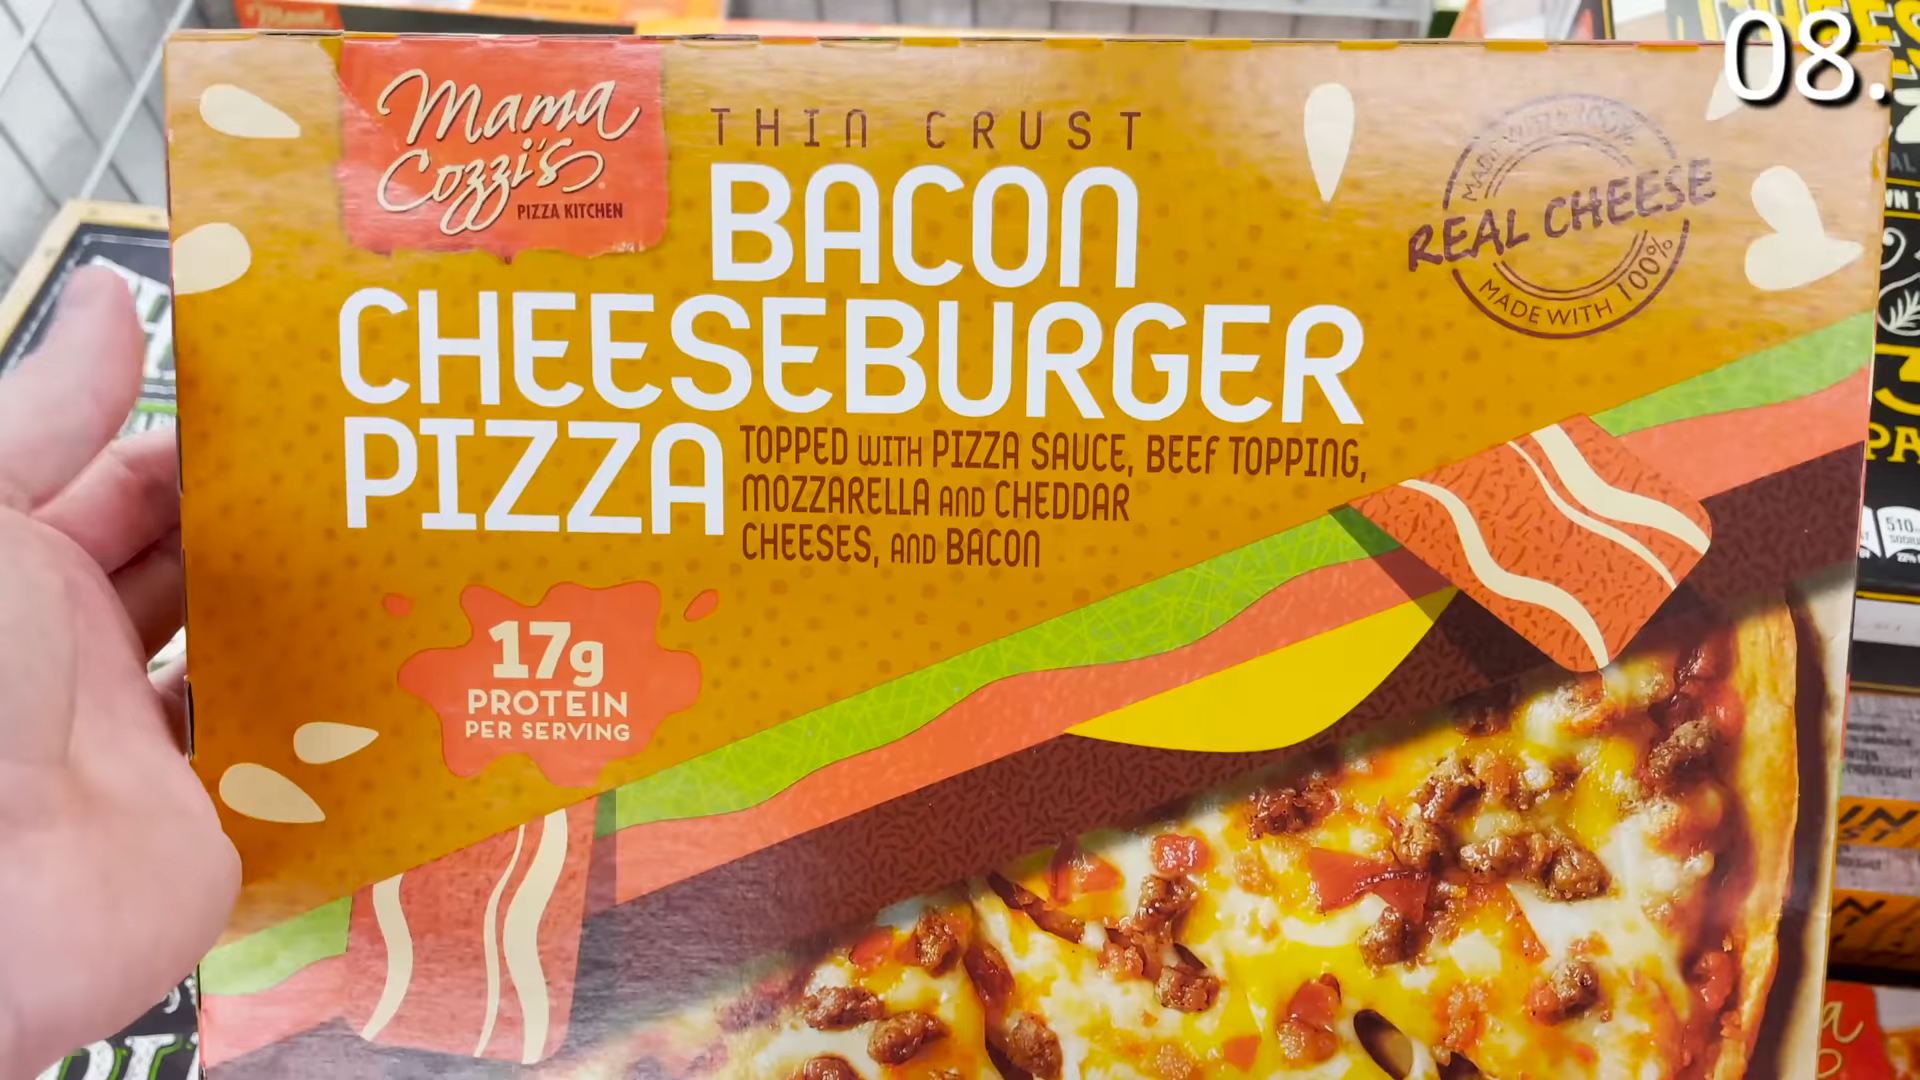 08.
Mama
Cozzi's
PIZZA KITCHEN
THIN CRUST
BACON
CHEESEBURGER
PIZZA
TOPPED WITH PIZZA SAUCE, BEEF TOPPING,
MOZZARELLA AND CHEDDAR
CHEESES, AND BACON
MADE WITH 100%
REAL CHEESE
MADE WITH 100%
17g
PROTEIN
PER SERVING
510